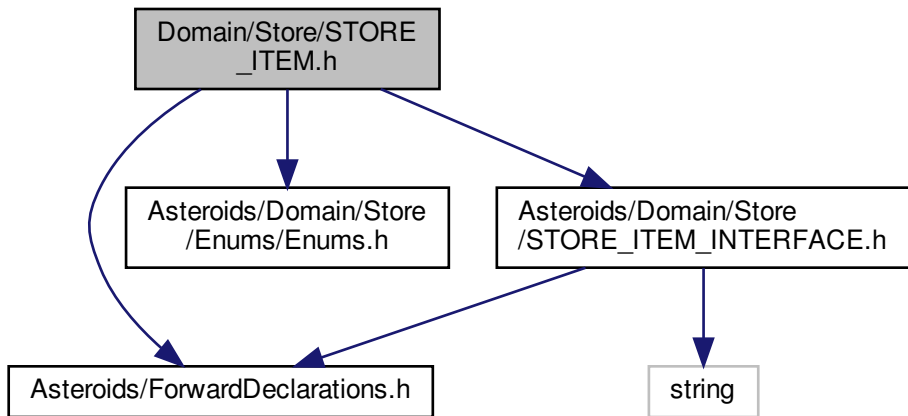 Domain/Store/STORE
_ITEM.h
Asteroids/Domain/Store
/Enums/Enums.h
Asteroids/Domain/Store
/STORE_ITEM_INTERFACE.h
Asteroids/ForwardDeclarations.h
string